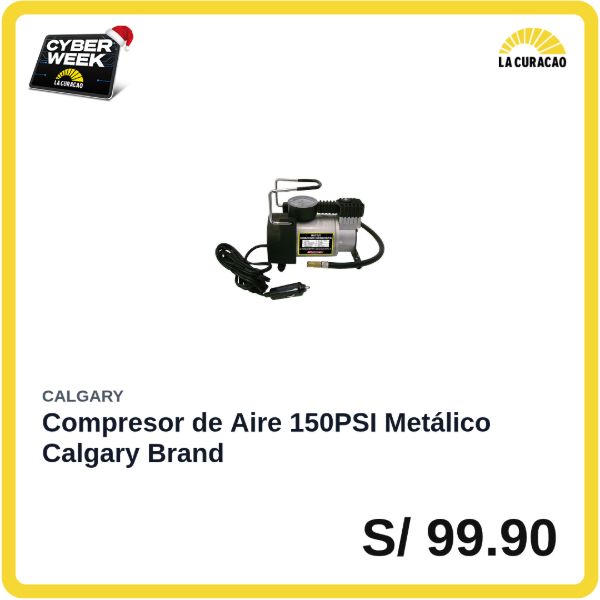 CYBER
WEEK
LA CURACAO
LA CURACAO
CALGARY
Compresor de Aire 150PSI Metálico
Calgary Brand
S/ 99.90